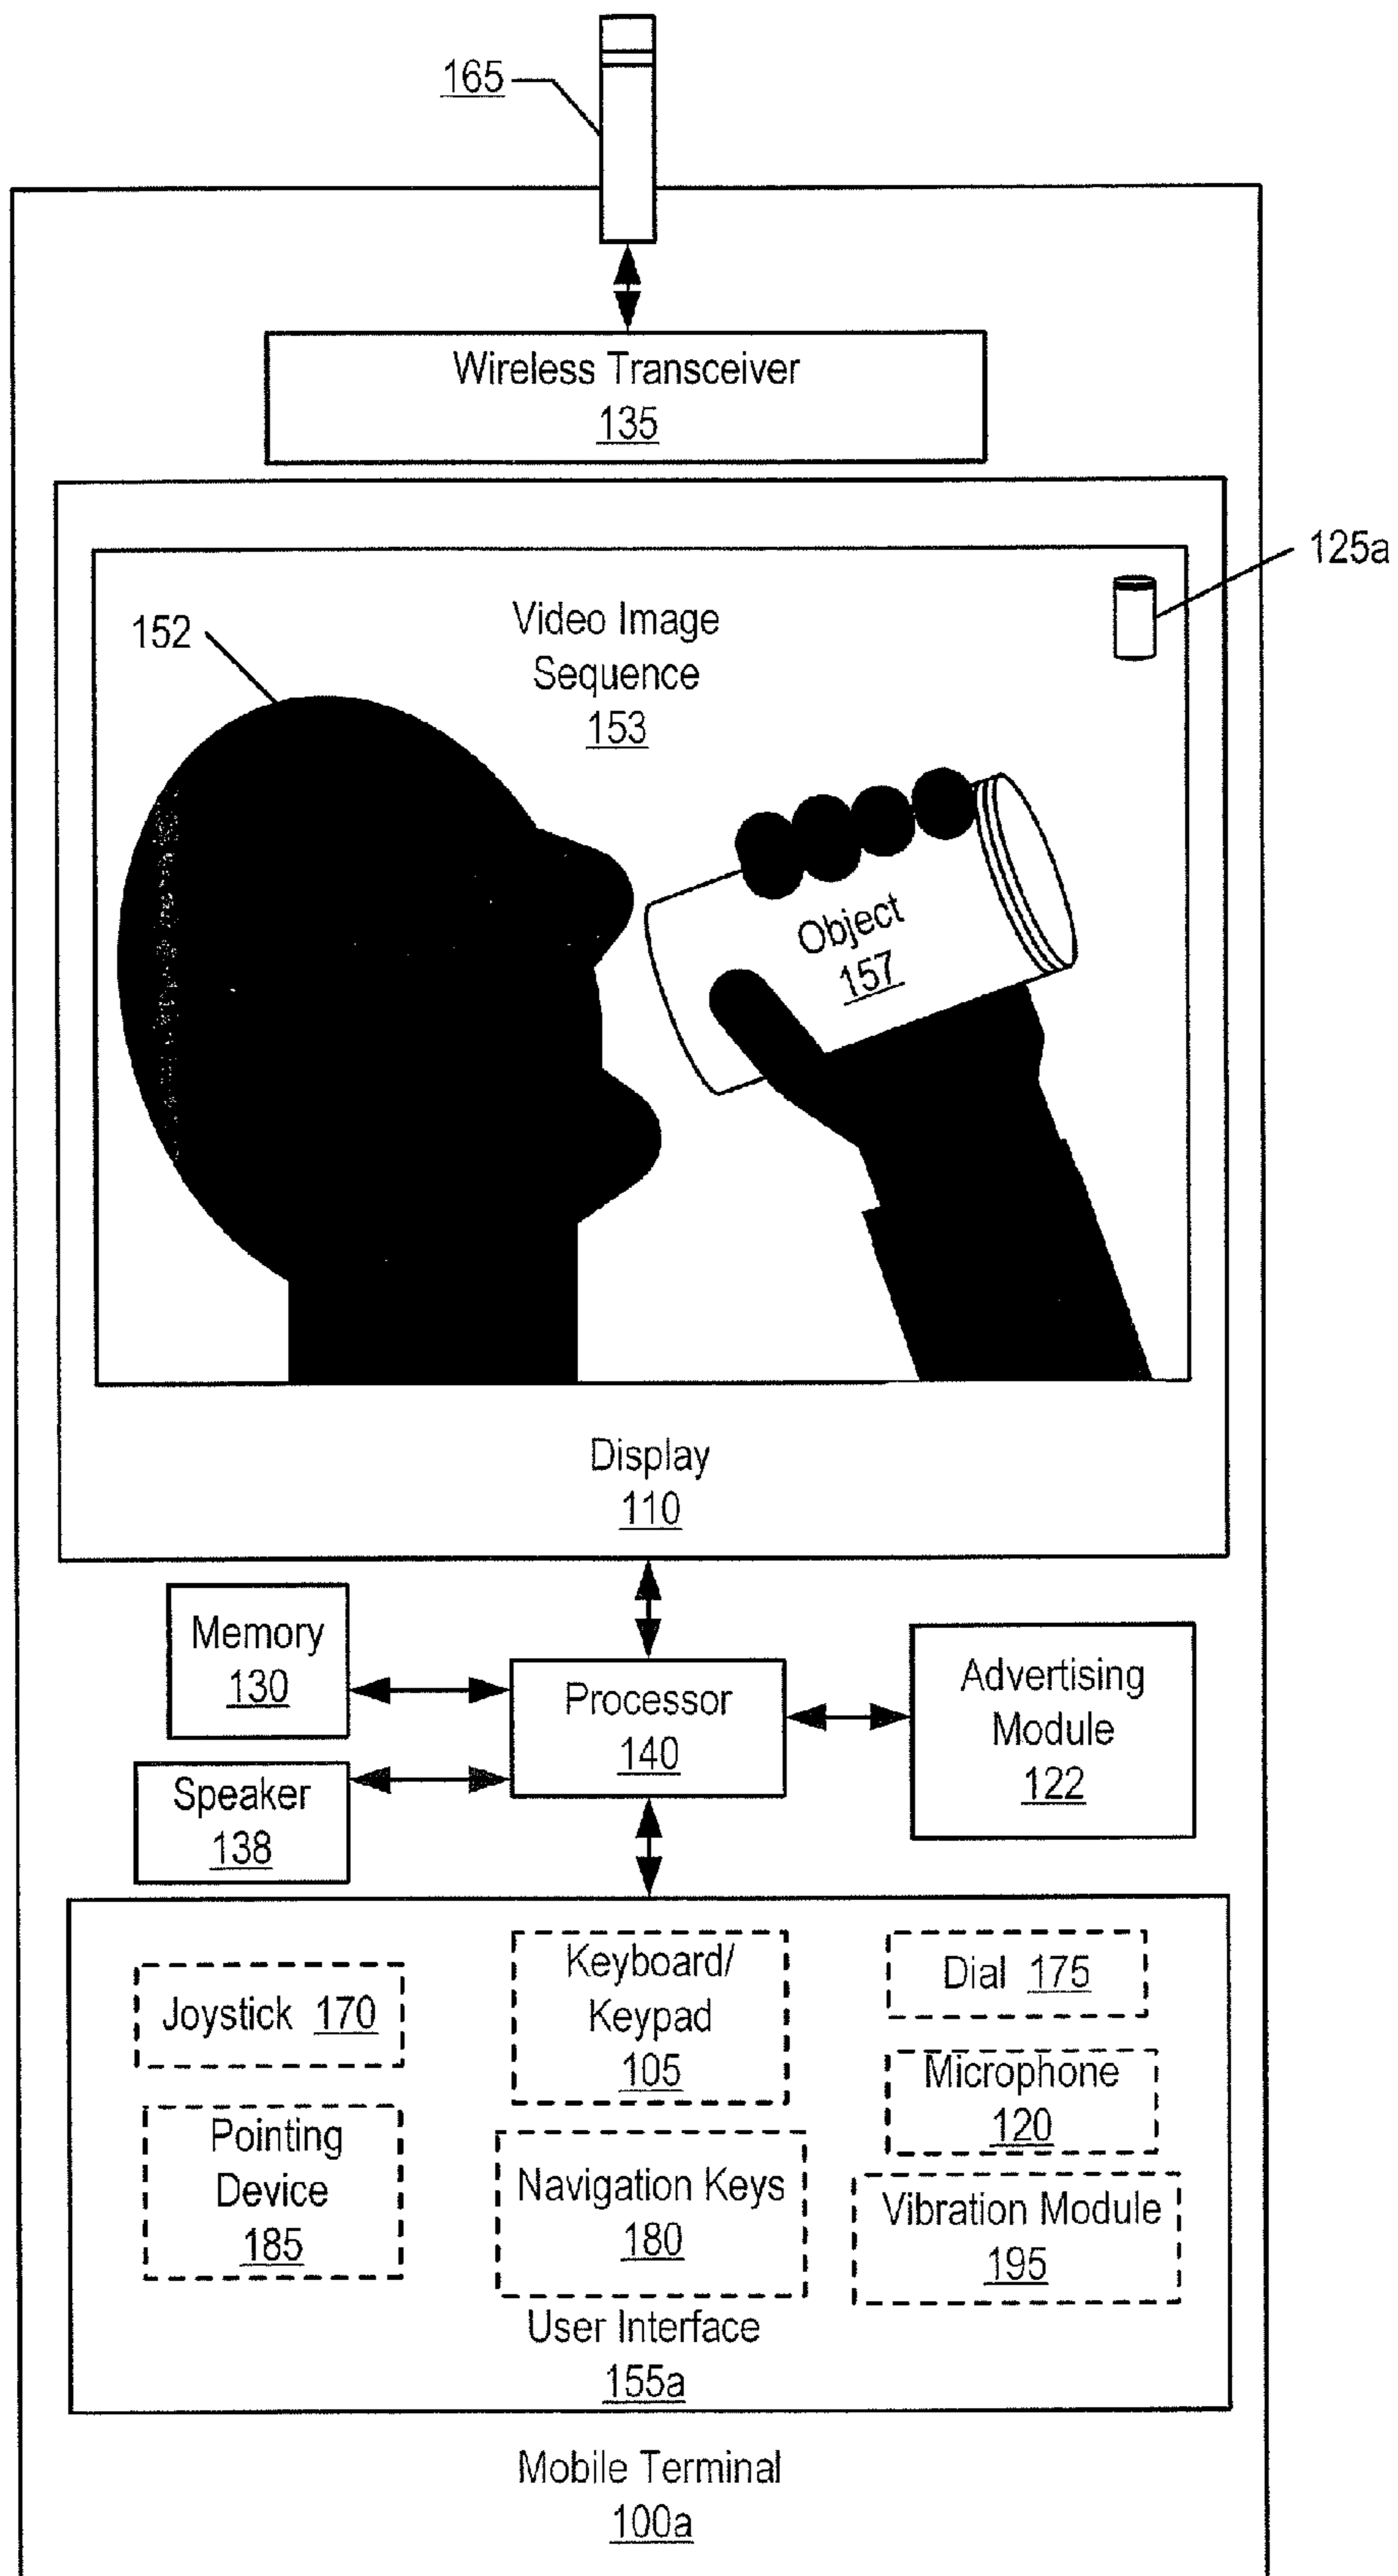 165
Wireless Transceiver
135
125a
152
Video Image
Sequence
153
Object
157
Display
110
Memory
130
Processor
140
Advertising
Module
122
Speaker
138
Joystick 170
Keyboard/
Keypad
105
Dial 175
Microphone
120
Pointing
Device
185
Navigation Keys
180
Vibration Module
195
User Interface
155a
Mobile Terminal
100a